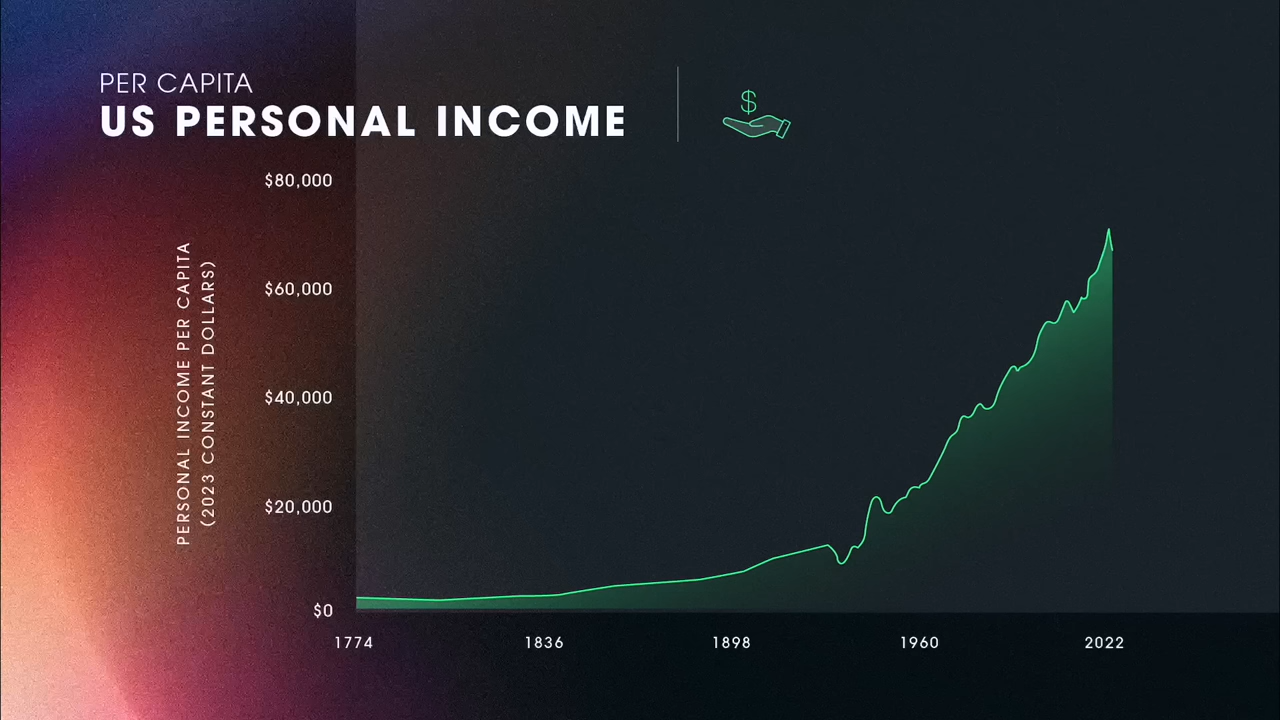 PER CAPITA
US PERSONAL INCOME
$
$80,000
$60,000
$40,000
$20,000
$0
PERSONAL INCOME PER CAPITA
(2023 CONSTANT DOLLARS)
1774
1836
1898
1960
2022